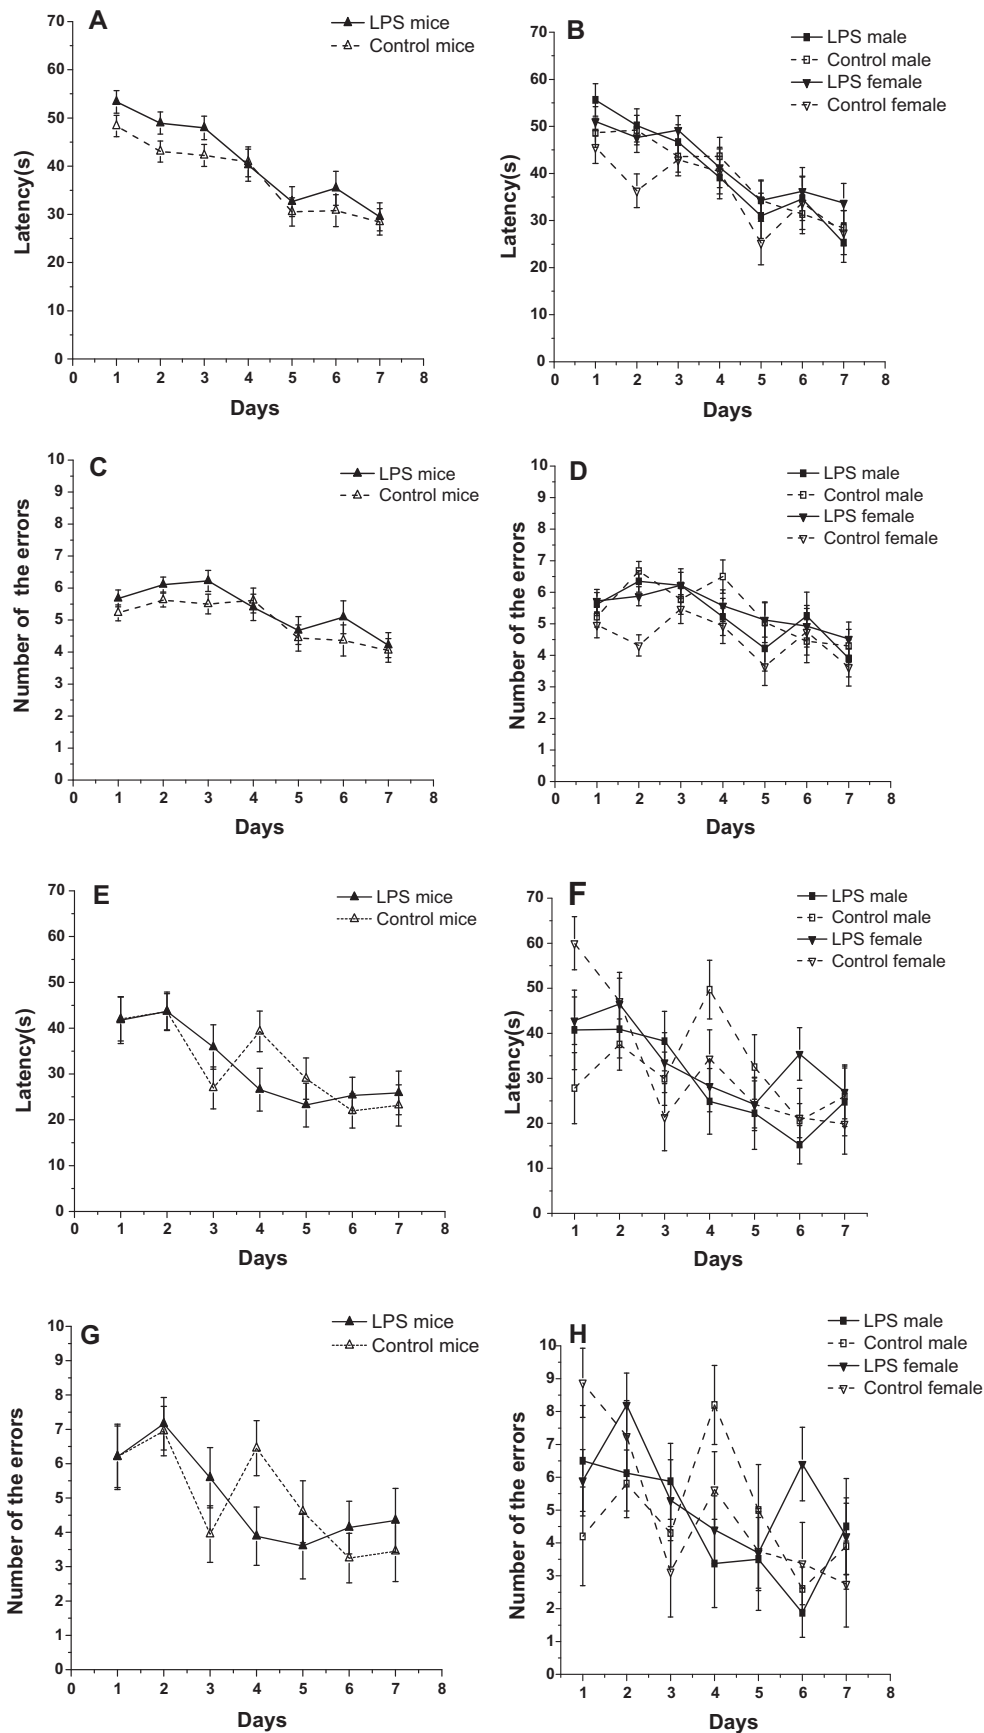 A
LPS mice
Control mice
70
60
50
40
30
20
10
0
Latency(s)
0 1 2 3 4 5 6 7 8
Days
B
LPS male
Control male
LPS female
Control female
70
60
50
40
30
20
10
0
Latency(s)
0 1 2 3 4 5 6 7 8
Days
C
LPS mice
Control mice
10
9
8
7
6
5
4
3
2
1
0
Number of the errors
0 1 2 3 4 5 6 7 8
Days
D
LPS male
Control male
LPS female
Control female
10
9
8
7
6
5
4
3
2
1
0
Number of the errors
0 1 2 3 4 5 6 7 8
Days
E
LPS mice
Control mice
70
60
50
40
30
20
10
0
Latency(s)
0 1 2 3 4 5 6 7 8
Days
F
LPS male
Control male
LPS female
Control female
70
60
50
40
30
20
10
0
Latency(s)
1 2 3 4 5 6 7
Days
G
LPS mice
Control mice
10
9
8
7
6
5
4
3
2
1
0
Number of the errors
0 1 2 3 4 5 6 7 8
Days
H
LPS male
Control male
LPS female
Control female
10
9
8
7
6
5
4
3
2
1
0
Number of the errors
1 2 3 4 5 6 7 8
Days